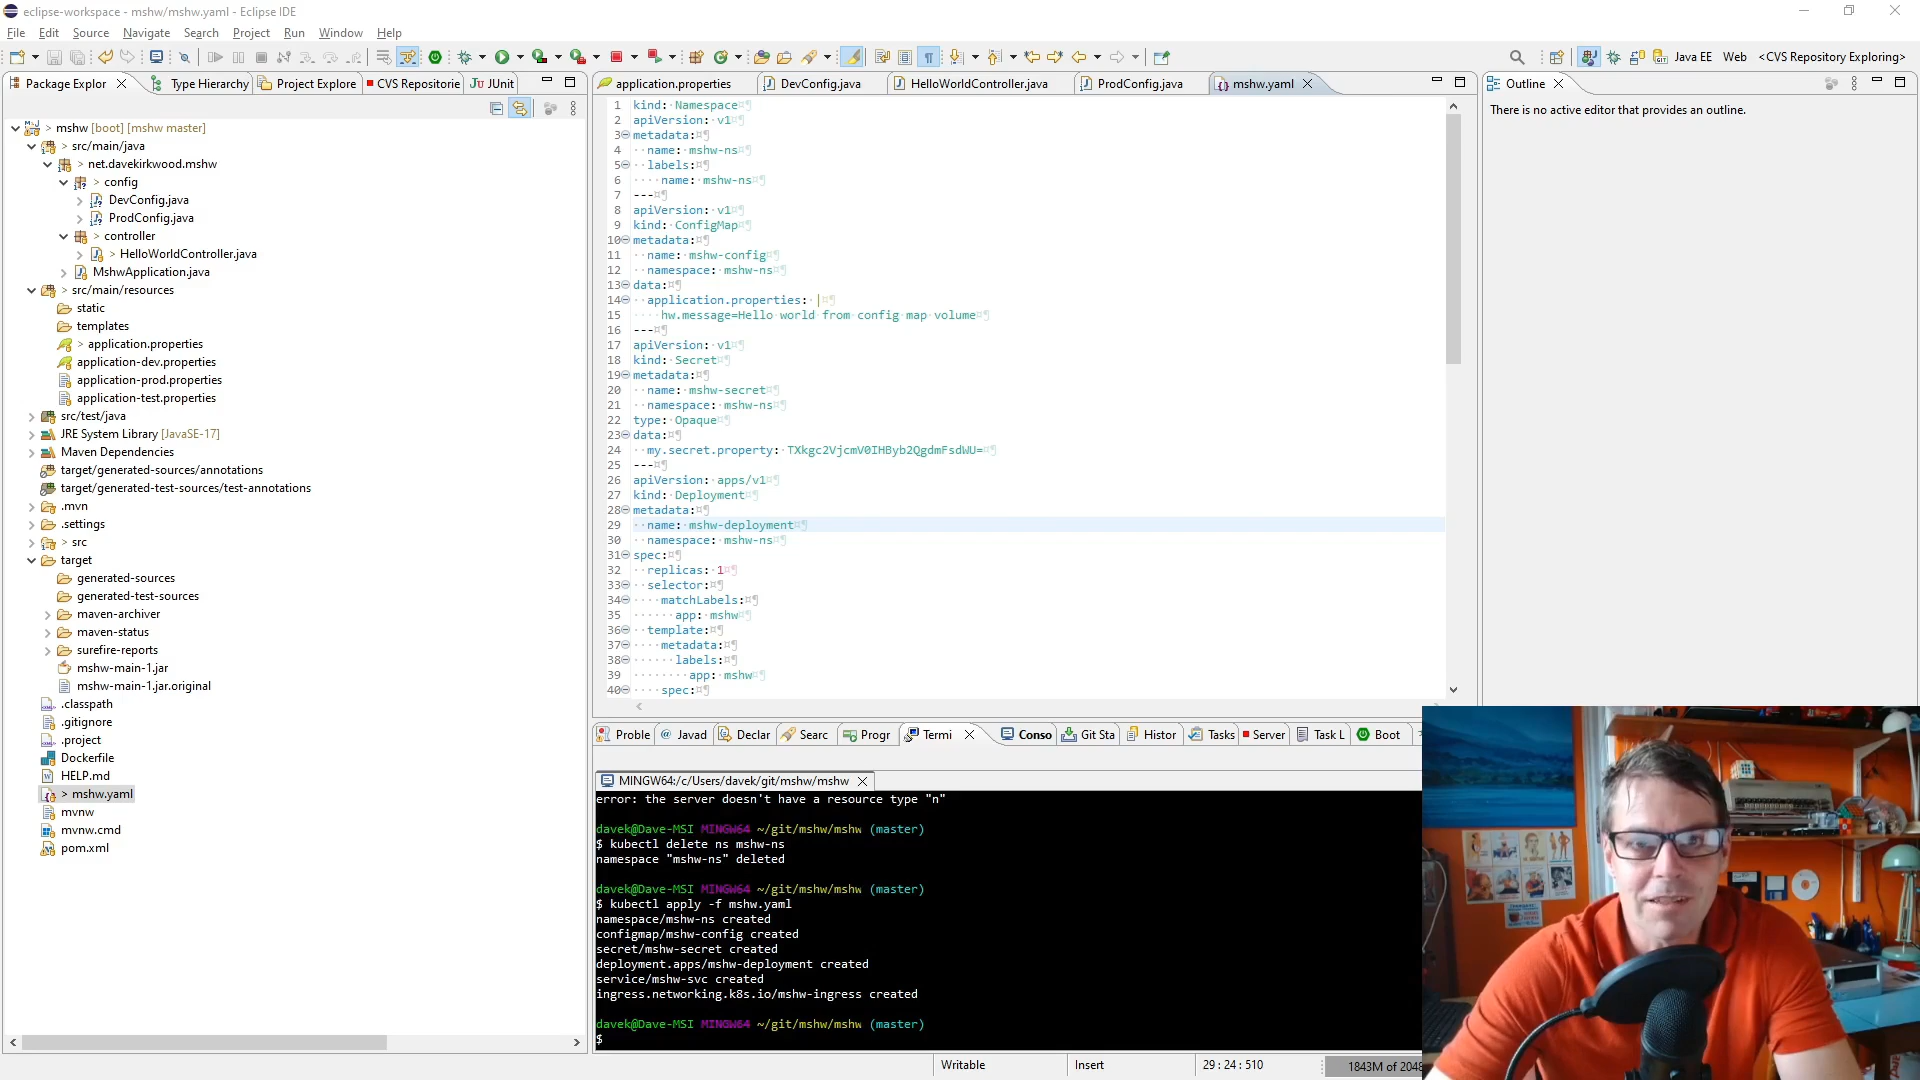 eclipse-workspace - mshw/mshw.yaml - Eclipse IDE
File Edit Source Navigate Search Project Run Window Help
Java EE Web <CVS Repository Exploring>
Package Explor Type Hierarchy Project Explore CVS Repositorie JUnit
application.properties DevConfig.java HelloWorldController.java ProdConfig.java mshw.yaml
Outline
There is no active editor that provides an outline.
> mshw [boot] [mshw master]
> src/main/java
> net.davekirkwood.mshw
> config
DevConfig.java
ProdConfig.java
> controller
> HelloWorldController.java
MshwApplication.java
> src/main/resources
static
templates
> application.properties
application-dev.properties
application-prod.properties
application-test.properties
src/test/java
JRE System Library [JavaSE-17]
Maven Dependencies
target/generated-sources/annotations
target/generated-test-sources/test-annotations
.mvn
.settings
> src
target
generated-sources
generated-test-sources
maven-archiver
maven-status
surefire-reports
mshw-main-1.jar
mshw-main-1.jar.original
.classpath
.gitignore
.project
Dockerfile
HELP.md
> mshw.yaml
mvnw
mvnw.cmd
pom.xml
1 kind: Namespace
2 apiVersion: v1
3 metadata:
4 name: mshw-ns
5 labels:
6 name: mshw-ns
7 ---
8 apiVersion: v1
9 kind: ConfigMap
10 metadata:
11 name: mshw-config
12 namespace: mshw-ns
13 data:
14 application.properties: |
15 hw.message=Hello world from config map volume
16 ---
17 apiVersion: v1
18 kind: Secret
19 metadata:
20 name: mshw-secret
21 namespace: mshw-ns
22 type: Opaque
23 data:
24 my.secret.property: TXkgc2VjcmV0IHByb2QgdmFsdWU=
25 ---
26 apiVersion: apps/v1
27 kind: Deployment
28 metadata:
29 name: mshw-deployment
30 namespace: mshw-ns
31 spec:
32 replicas: 1
33 selector:
34 matchLabels:
35 app: mshw
36 template:
37 metadata:
38 labels:
39 app: mshw
40 spec:
Proble Javad Declar Searc Progr Termi Conso Git Sta Histor Tasks Server Task L Boot
MINGW64:/c/Users/davek/git/mshw/mshw
error: the server doesn't have a resource type "n"
davek@Dave-MSI MINGW64 ~/git/mshw/mshw (master)
$ kubectl delete ns mshw-ns
namespace "mshw-ns" deleted
davek@Dave-MSI MINGW64 ~/git/mshw/mshw (master)
$ kubectl apply -f mshw.yaml
namespace/mshw-ns created
configmap/mshw-config created
secret/mshw-secret created
deployment.apps/mshw-deployment created
service/mshw-svc created
ingress.networking.k8s.io/mshw-ingress created
davek@Dave-MSI MINGW64 ~/git/mshw/mshw (master)
$
Writable Insert 29 : 24 : 510 1843M of 2048